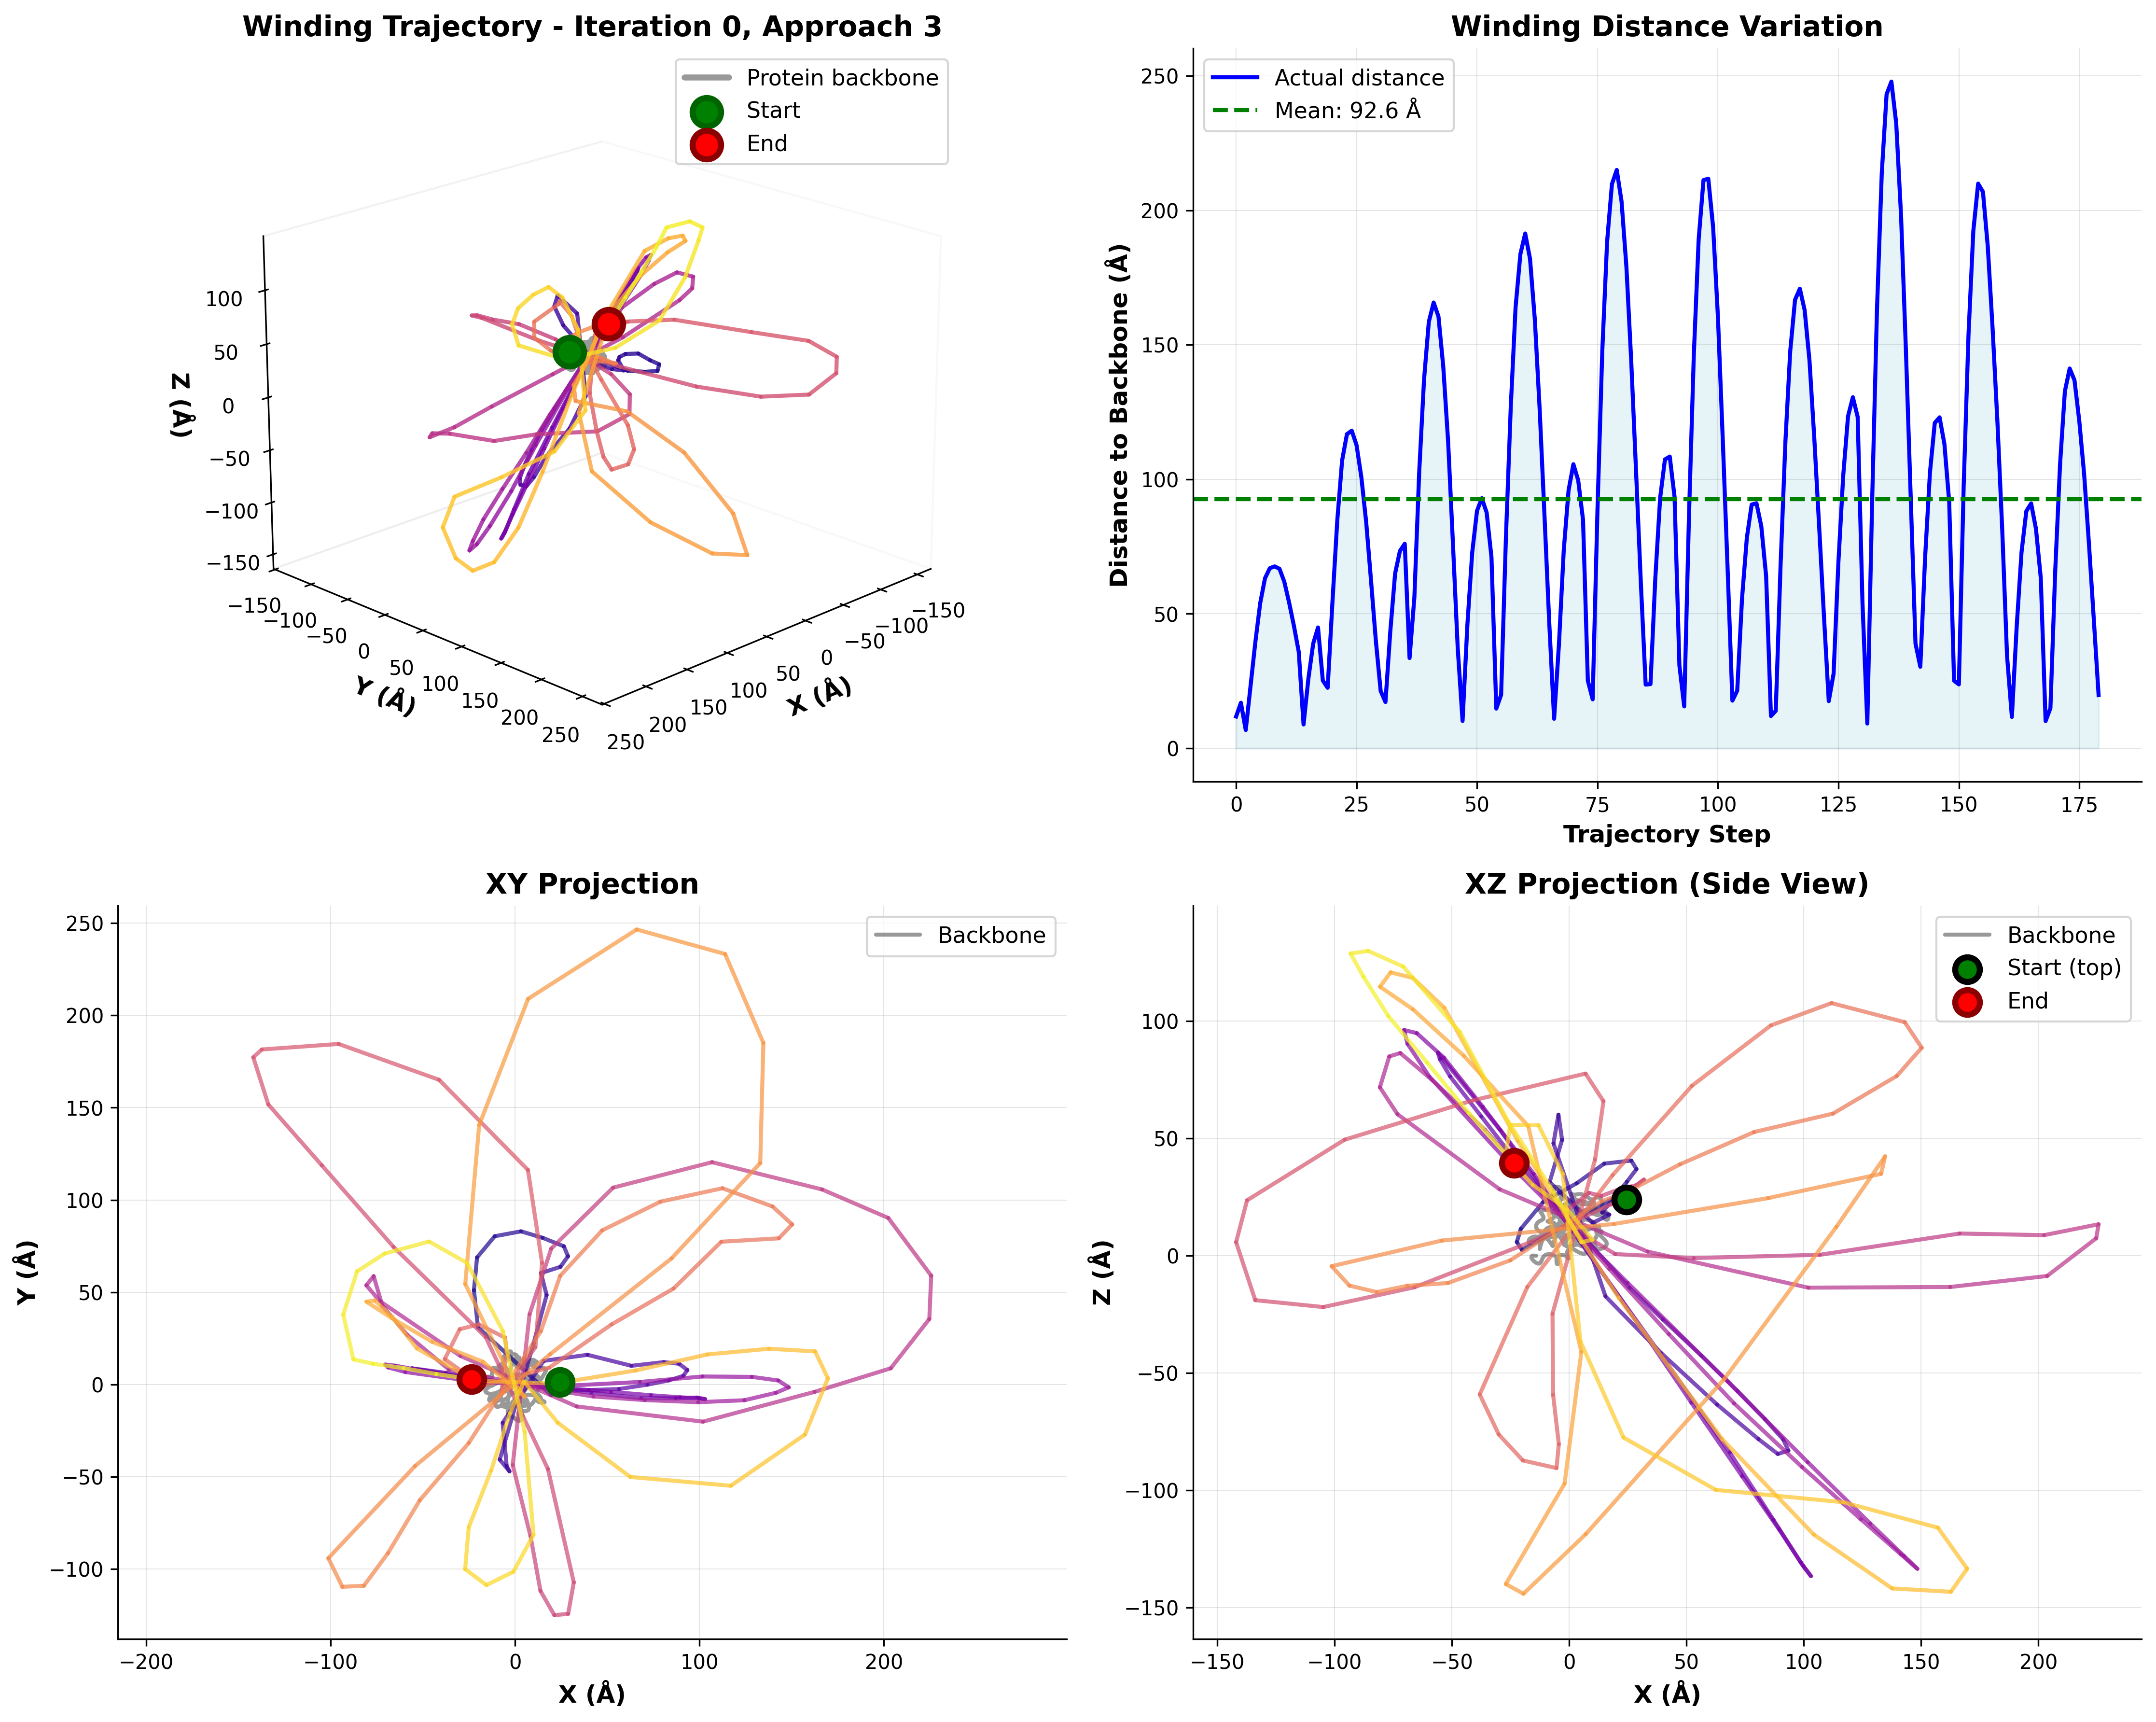 Winding Trajectory - Iteration 0, Approach 3
Protein backbone
Start
End
100
50
0
−50
−100
−150
Z (Å)
−150
−100
−50
0
50
100
150
200
250
Y (Å)
250
200
150
100
50
0
−50
−100
−150
X (Å)
Winding Distance Variation
Actual distance
Mean: 92.6 Å
250
200
150
100
50
0
Distance to Backbone (Å)
0 25 50 75 100 125 150 175
Trajectory Step
XY Projection
Backbone
250
200
150
100
50
0
−50
−100
Y (Å)
−200 −100 0 100 200
X (Å)
XZ Projection (Side View)
Backbone
Start (top)
End
100
50
0
−50
−100
−150
Z (Å)
−150 −100 −50 0 50 100 150 200
X (Å)